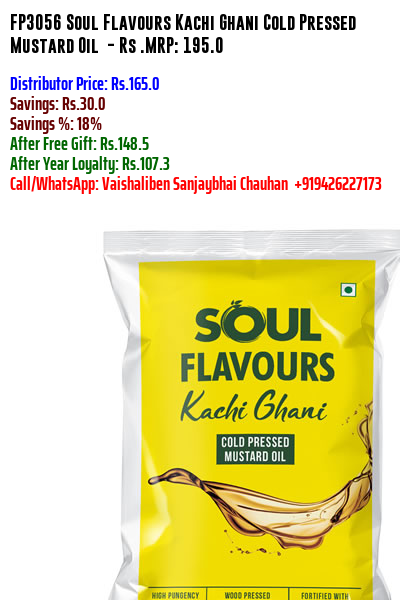 FP3056 Soul Flavours Kachi Ghani Cold Pressed
Mustard Oil - Rs .MRP: 195.0
Distributor Price: Rs.165.0
Savings: Rs.30.0
Savings %: 18%
After Free Gift: Rs.148.5
After Year Loyalty: Rs.107.3
Call/WhatsApp: Vaishaliben Sanjaybhai Chauhan +919426227173
SOUL
FLAVOURS
Kachi Ghani
COLD PRESSED
MUSTARD OIL
HIGH PUNGENCY WOOD PRESSED FORTIFIED WITH